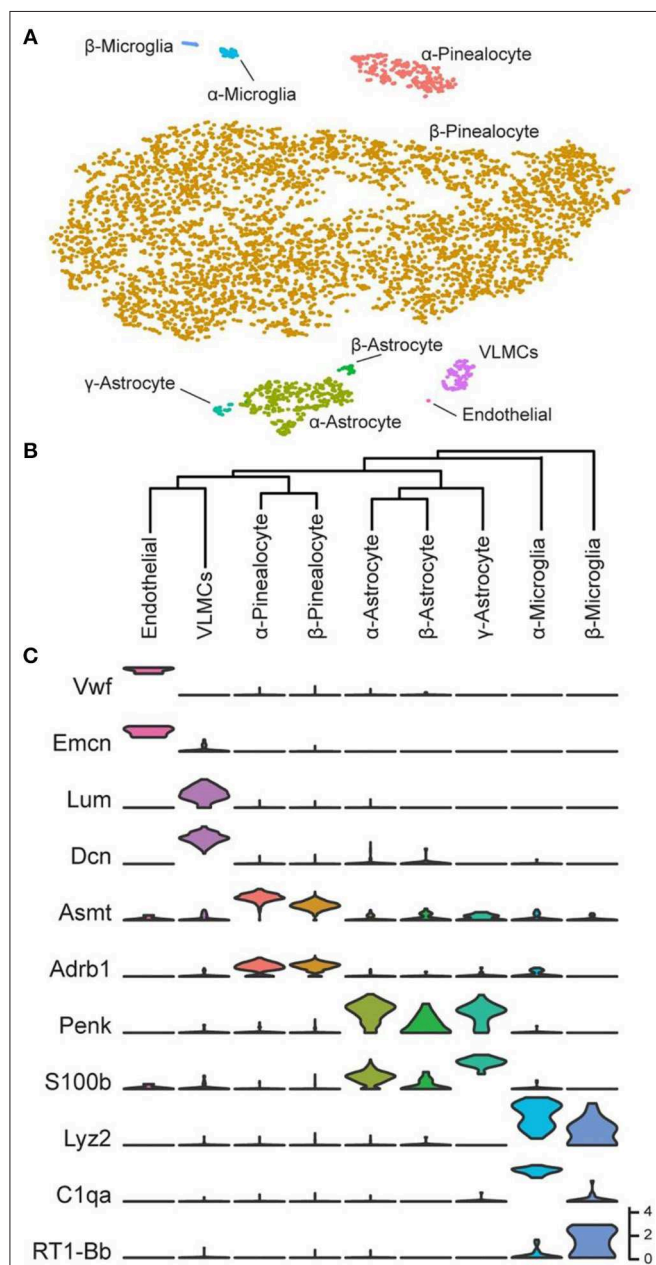 A
β-Microglia
α-Pinealocyte
α-Microglia
β-Pinealocyte
β-Astrocyte
VLMCs
γ-Astrocyte
α-Astrocyte
Endothelial
B
Endothelial
VLMCs
α-Pinealocyte
β-Pinealocyte
α-Astrocyte
β-Astrocyte
γ-Astrocyte
α-Microglia
β-Microglia
C
Vwf
Emcn
Lum
Dcn
Asmt
Adrb1
Penk
S100b
Lyz2
C1qa
RT1-Bb
4
2
0